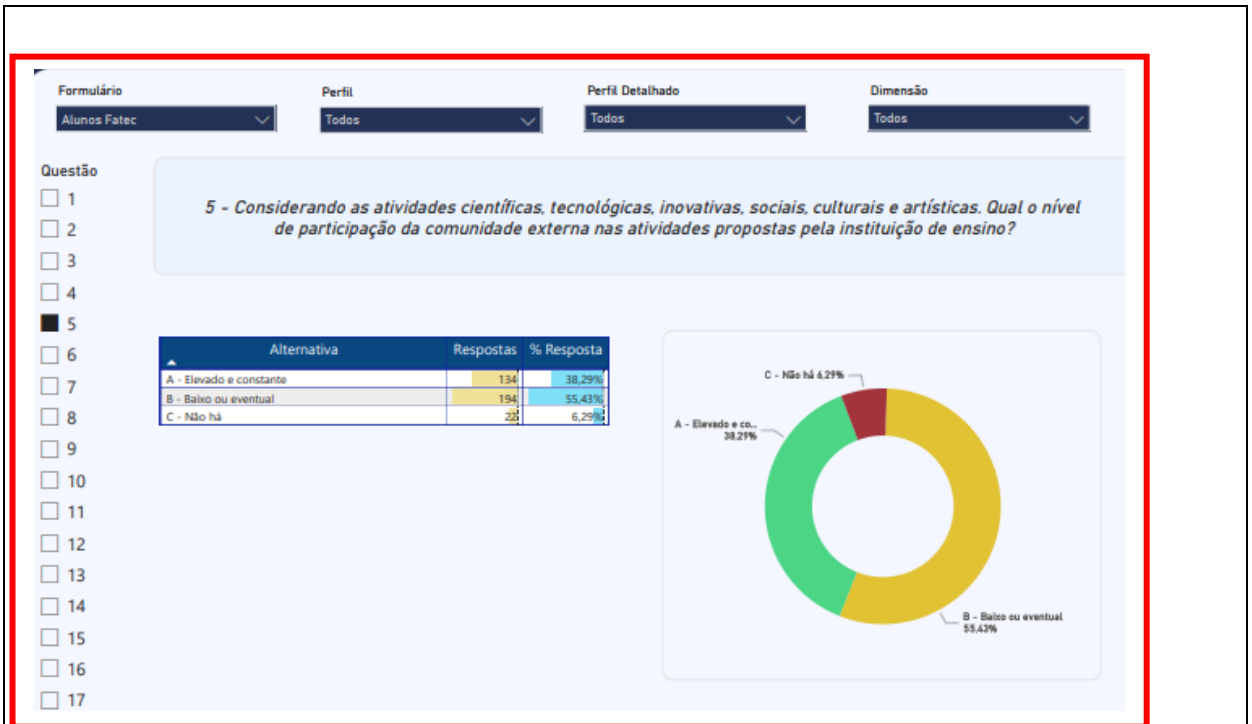 Formulário
Perfil
Perfil Detalhado
Dimensão
Alunos Fatec
Todos
Todos
Todos
Questão
1
2
3
4
5
6
7
8
9
10
11
12
13
14
15
16
17
5 - Considerando as atividades científicas, tecnológicas, inovativas, sociais, culturais e artísticas. Qual o nível
de participação da comunidade externa nas atividades propostas pela instituição de ensino?
Alternativa Respostas % Resposta
A - Elevado e constante 134 38,29%
B - Baixo ou eventual 194 55,43%
C - Não há 22 6,29%
C - Não há 6,29%
A - Elevado e co...
38,29%
B - Baixo ou eventual
55,43%